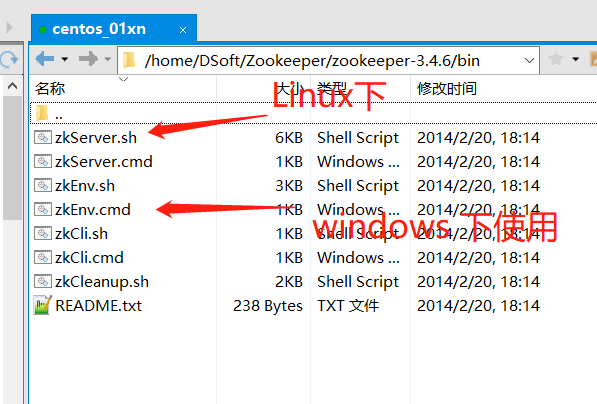 centos_01xn ×
/home/DSoft/Zookeeper/zookeeper-3.4.6/bin
名称 大小 类型 修改时间
Linux下
..
zkServer.sh 6KB Shell Script 2014/2/20, 18:14
zkServer.cmd 1KB Windows ... 2014/2/20, 18:14
zkEnv.sh 3KB Shell Script 2014/2/20, 18:14
zkEnv.cmd 1KB Windows ... 2014/2/20, 18:14
windows 下使用
zkCli.sh 1KB Shell Script 2014/2/20, 18:14
zkCli.cmd 1KB Windows ... 2014/2/20, 18:14
zkCleanup.sh 2KB Shell Script 2014/2/20, 18:14
README.txt 238 Bytes TXT 文件 2014/2/20, 18:14